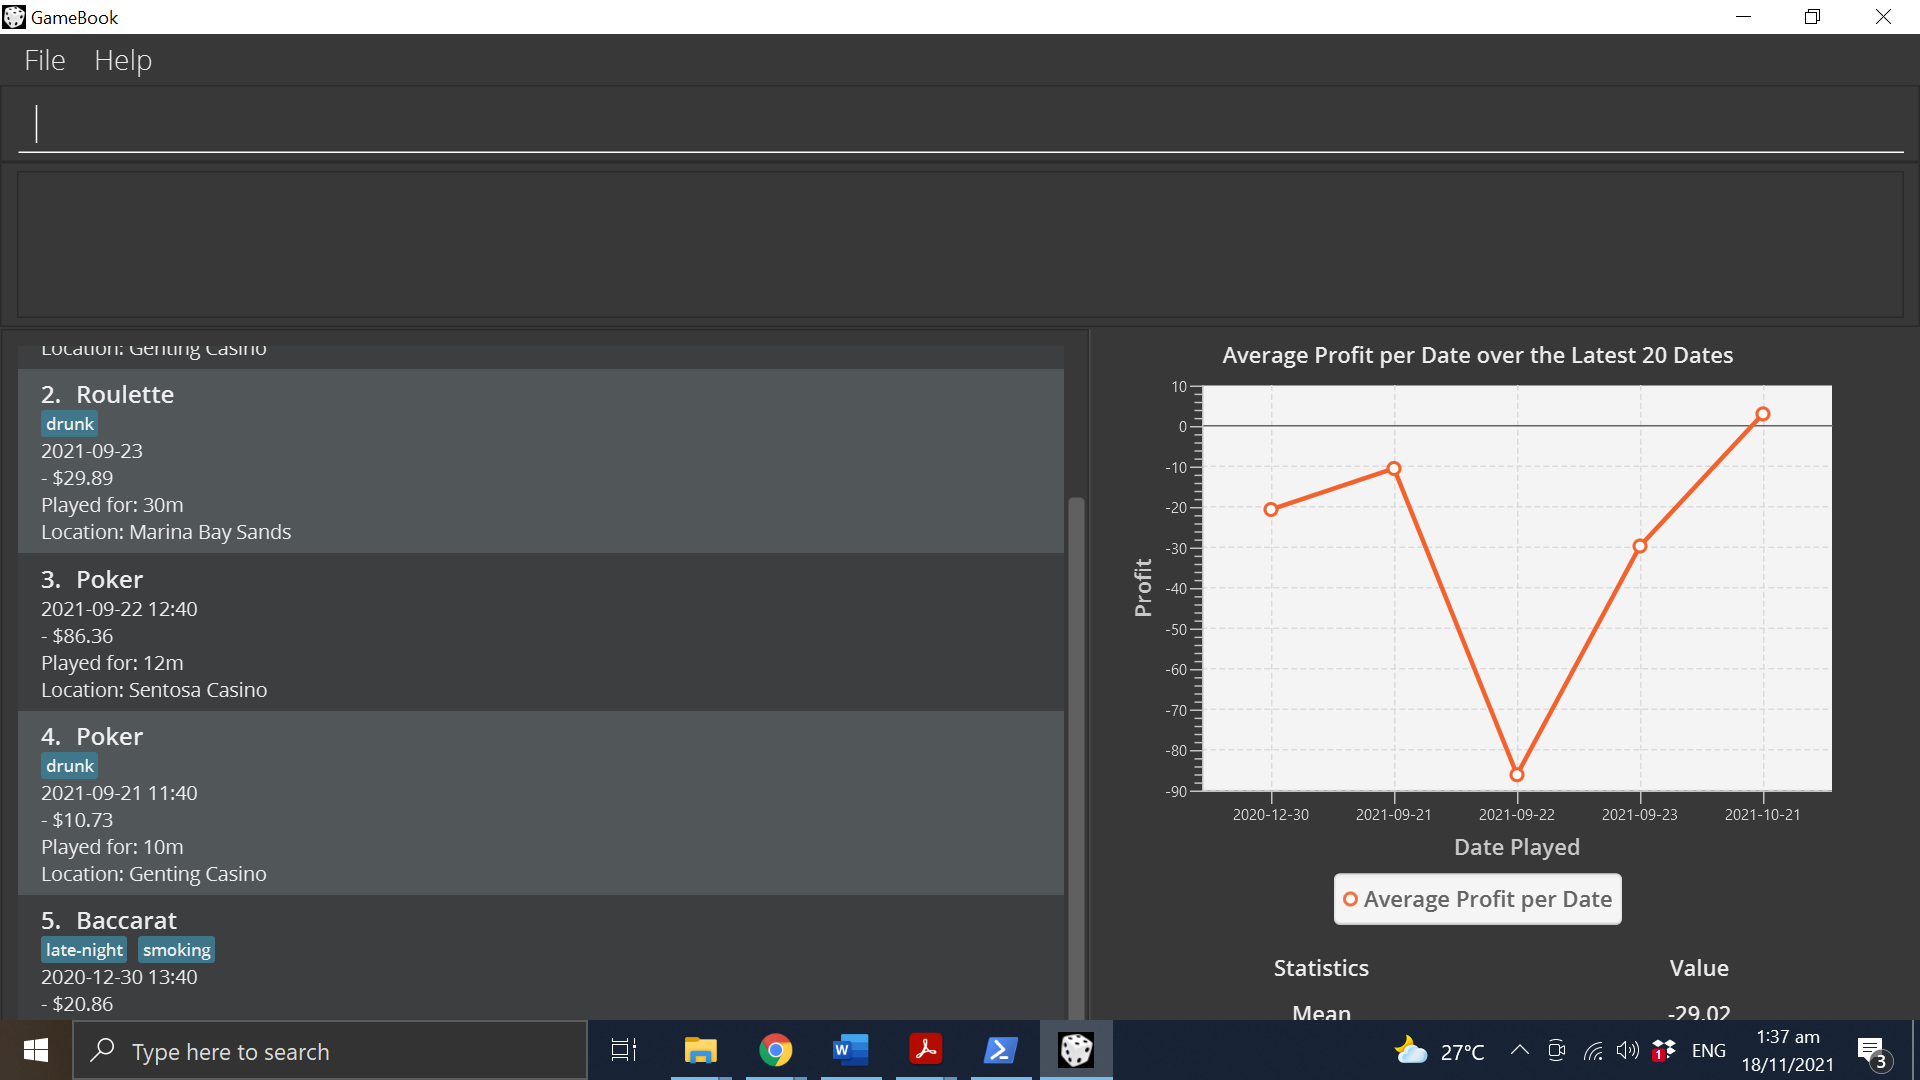 GameBook
File Help
Location: Genting Casino
2. Roulette
drunk
2021-09-23
- $29.89
Played for: 30m
Location: Marina Bay Sands
3. Poker
2021-09-22 12:40
- $86.36
Played for: 12m
Location: Sentosa Casino
4. Poker
drunk
2021-09-21 11:40
- $10.73
Played for: 10m
Location: Genting Casino
5. Baccarat
late-night smoking
2020-12-30 13:40
- $20.86
Average Profit per Date over the Latest 20 Dates
10
0
-10
-20
-30
-40
-50
-60
-70
-80
-90
Profit
2020-12-30 2021-09-21 2021-09-22 2021-09-23 2021-10-21
Date Played
Average Profit per Date
Statistics Value
Mean -29.02
Type here to search
W
27°C
1
ENG
1:37 am
18/11/2021
3